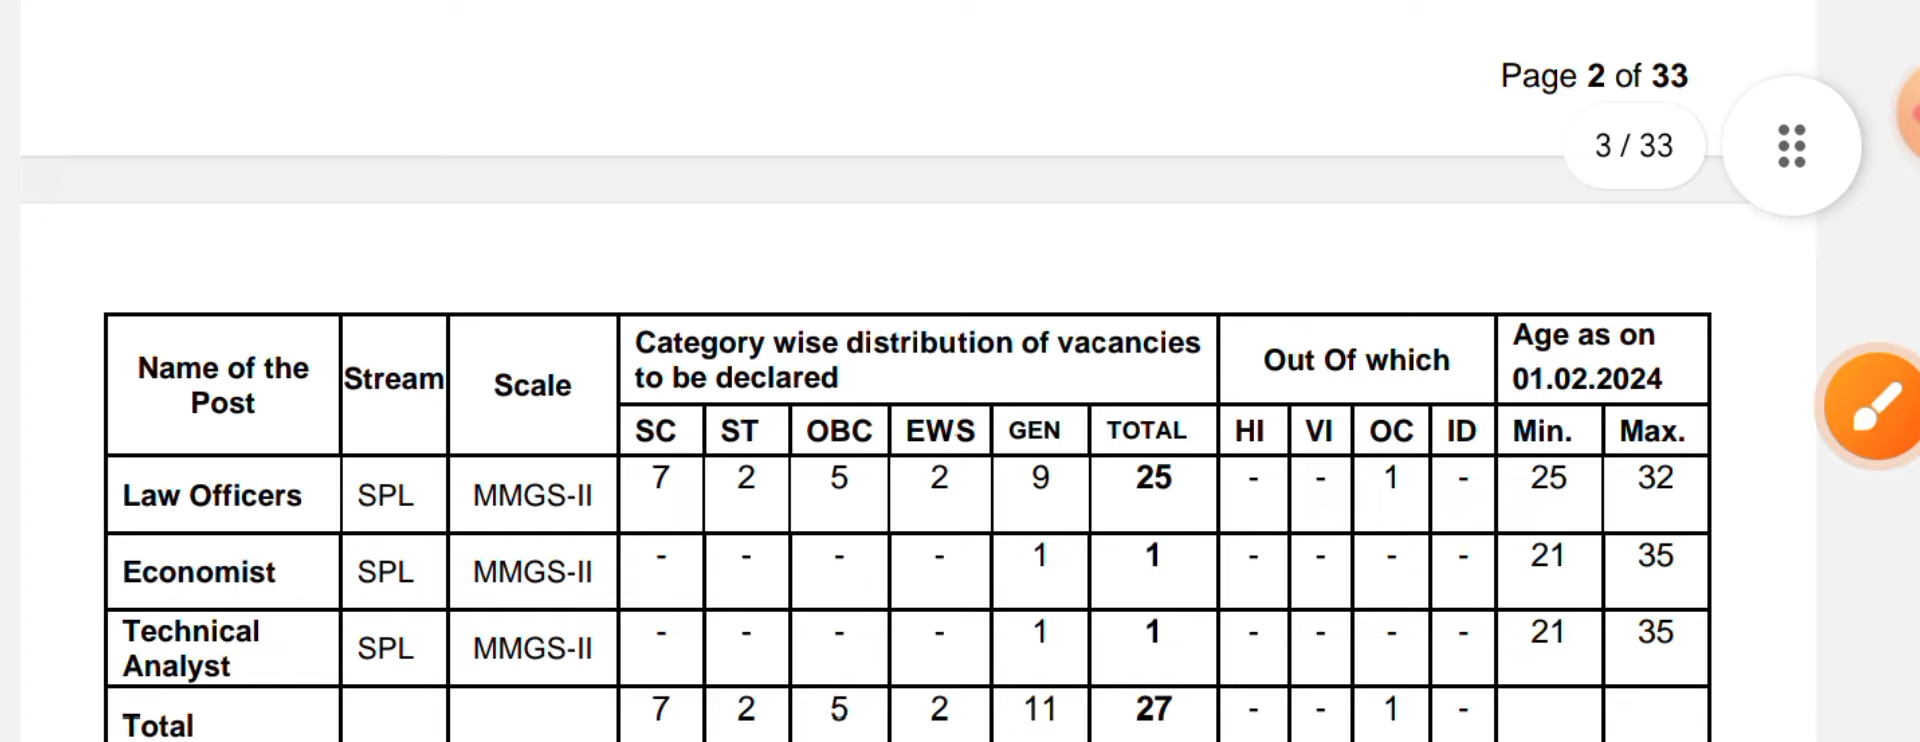 Page 2 of 33
3 / 33
Name of the Post Stream Scale Category wise distribution of vacancies to be declared Out Of which Age as on 01.02.2024
SC ST OBC EWS GEN TOTAL HI VI OC ID Min. Max.
Law Officers SPL MMGS-II 7 2 5 2 9 25 - - 1 - 25 32
Economist SPL MMGS-II - - - - 1 1 - - - - 21 35
Technical Analyst SPL MMGS-II - - - - 1 1 - - - - 21 35
Total 7 2 5 2 11 27 - - 1 -